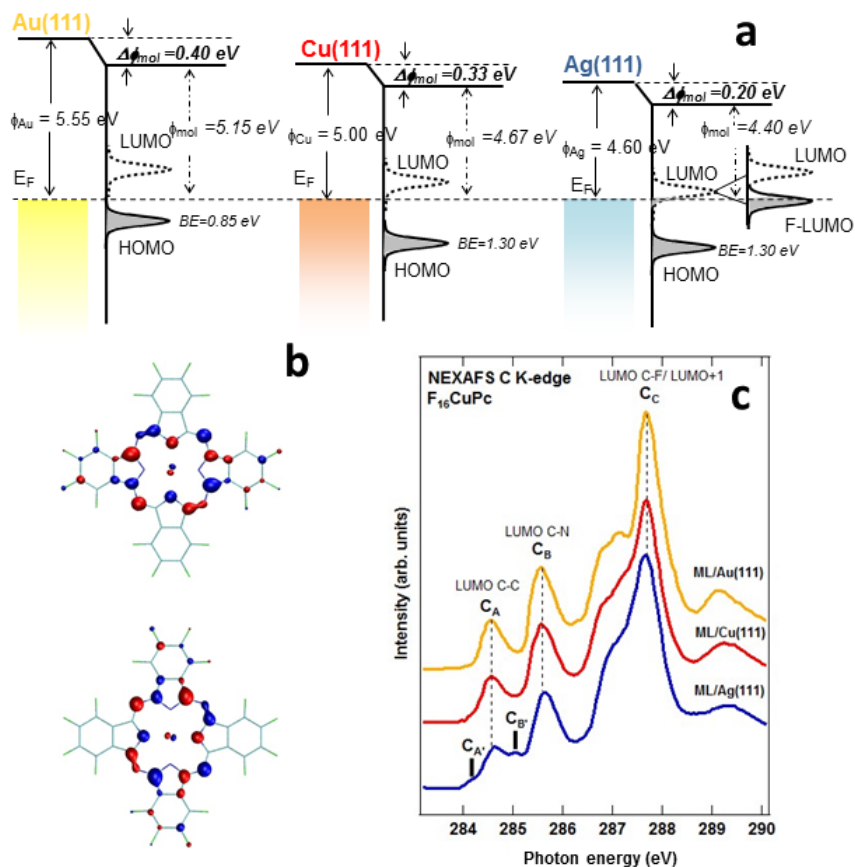 Au(111)
Δϕmol=0.40 eV
ϕAu = 5.55 eV
ϕmol =5.15 eV
LUMO
EF
BE=0.85 eV
HOMO
Cu(111)
Δϕmol=0.33 eV
ϕCu = 5.00 eV
ϕmol =4.67 eV
LUMO
EF
BE=1.30 eV
HOMO
a
Ag(111)
Δϕmol=0.20 eV
ϕmol =4.40 eV
ϕAg = 4.60 eV
LUMO
LUMO
EF
F-LUMO
BE=1.30 eV
HOMO
b
c
NEXAFS C K-edge
F16CuPc
LUMO C-F/ LUMO+1
CC
LUMO C-N
CB
LUMO C-C
CA
ML/Au(111)
ML/Cu(111)
ML/Ag(111)
CB'
CA'
Intensity (arb. units)
284 285 286 287 288 289 290
Photon energy (eV)